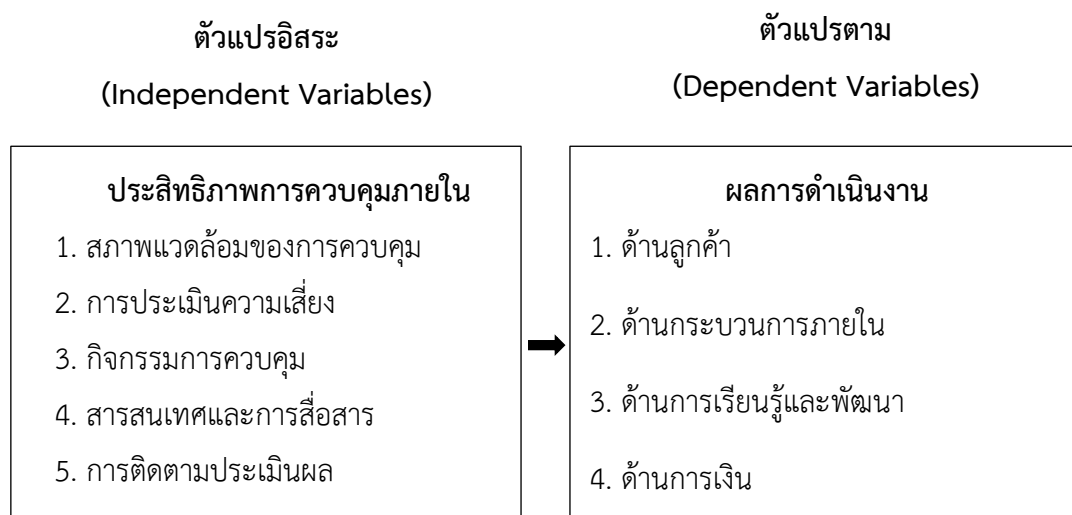 ตัวแปรอิสระ
(Independent Variables)
ประสิทธิภาพการควบคุมภายใน
1. สภาพแวดล้อมของการควบคุม
2. การประเมินความเสี่ยง
3. กิจกรรมการควบคุม
4. สารสนเทศและการสื่อสาร
5. การติดตามประเมินผล
ตัวแปรตาม
(Dependent Variables)
ผลการดำเนินงาน
1. ด้านลูกค้า
2. ด้านกระบวนการภายใน
3. ด้านการเรียนรู้และพัฒนา
4. ด้านการเงิน